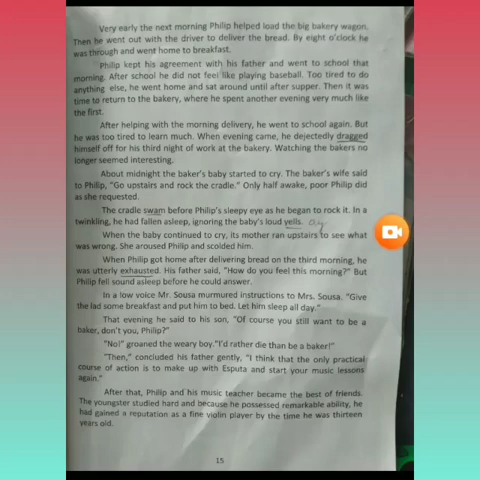 Very early the next morning Philip helped load the big bakery wagon.
Then he went out with the driver to deliver the bread. By eight o'clock he
was through and went home to breakfast.
Philip kept his agreement with his father and went to school that
morning. After school he did not feel like playing baseball. Too tired to do
anything else, he went home and sat around until after supper. Then it was
time to return to the bakery, where he spent another evening very much like
the first.
After helping with the morning delivery, he went to school again. But
he was too tired to learn much. When evening came, he dejectedly dragged
himself off for his third night of work at the bakery. Watching the bakers no
longer seemed interesting.
About midnight the baker's baby started to cry. The baker's wife said
to Philip, "Go upstairs and rock the cradle." Only half awake, poor Philip did
as she requested.
The cradle swam before Philip's sleepy eye as he began to rock it. In a
twinkling, he had fallen asleep, ignoring the baby's loud yells.
When the baby continued to cry, its mother ran upstairs to see what
was wrong. She aroused Philip and scolded him.
When Philip got home after delivering bread on the third morning, he
was utterly exhausted. His father said, "How do you feel this morning?" But
Philip fell sound asleep before he could answer.
In a low voice Mr. Sousa murmured instructions to Mrs. Sousa. "Give
the lad some breakfast and put him to bed. Let him sleep all day."
That evening he said to his son, "Of course you still want to be a
baker, don't you, Philip?"
"No!" groaned the weary boy."I'd rather die than be a baker!"
"Then," concluded his father gently, "I think that the only practical
course of action is to make up with Esputa and start your music lessons
again."
After that, Philip and his music teacher became the best of friends.
The youngster studied hard and because he possessed remarkable ability, he
had gained a reputation as a fine violin player by the time he was thirteen
years old.
15